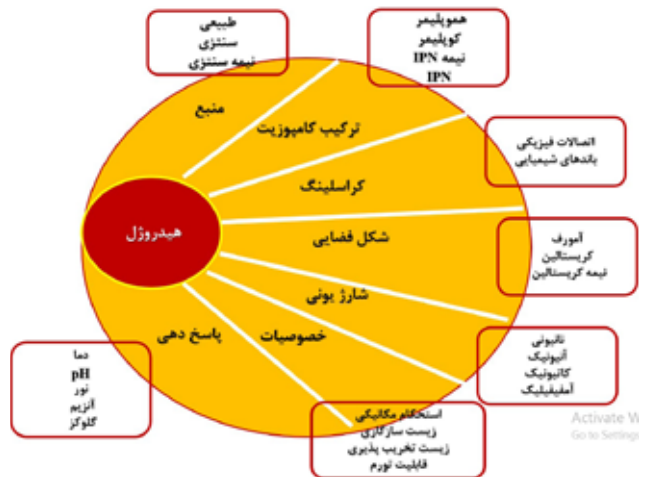 طبیعی
سنتزی
نیمه سنتزی
هموپلیمر
کوپلیمر
نیمه IPN
IPN
منبع
ترکیب کامپوزیت
اتصالات فیزیکی
باندهای شیمیایی
کراسلینگ
هیدروژل
شکل فضایی
آمورف
کریستالین
نیمه کریستالین
شارژ یونی
خصوصیات
پاسخ دهی
نانیونی
آنیونیک
کاتیونیک
آمفیفیلیک
دما
pH
نور
آنزیم
گلوکز
استحکام مکانیکی
زیست سازگاری
زیست تخریب پذیری
قابلیت تورم
Activate W
Go to Settings